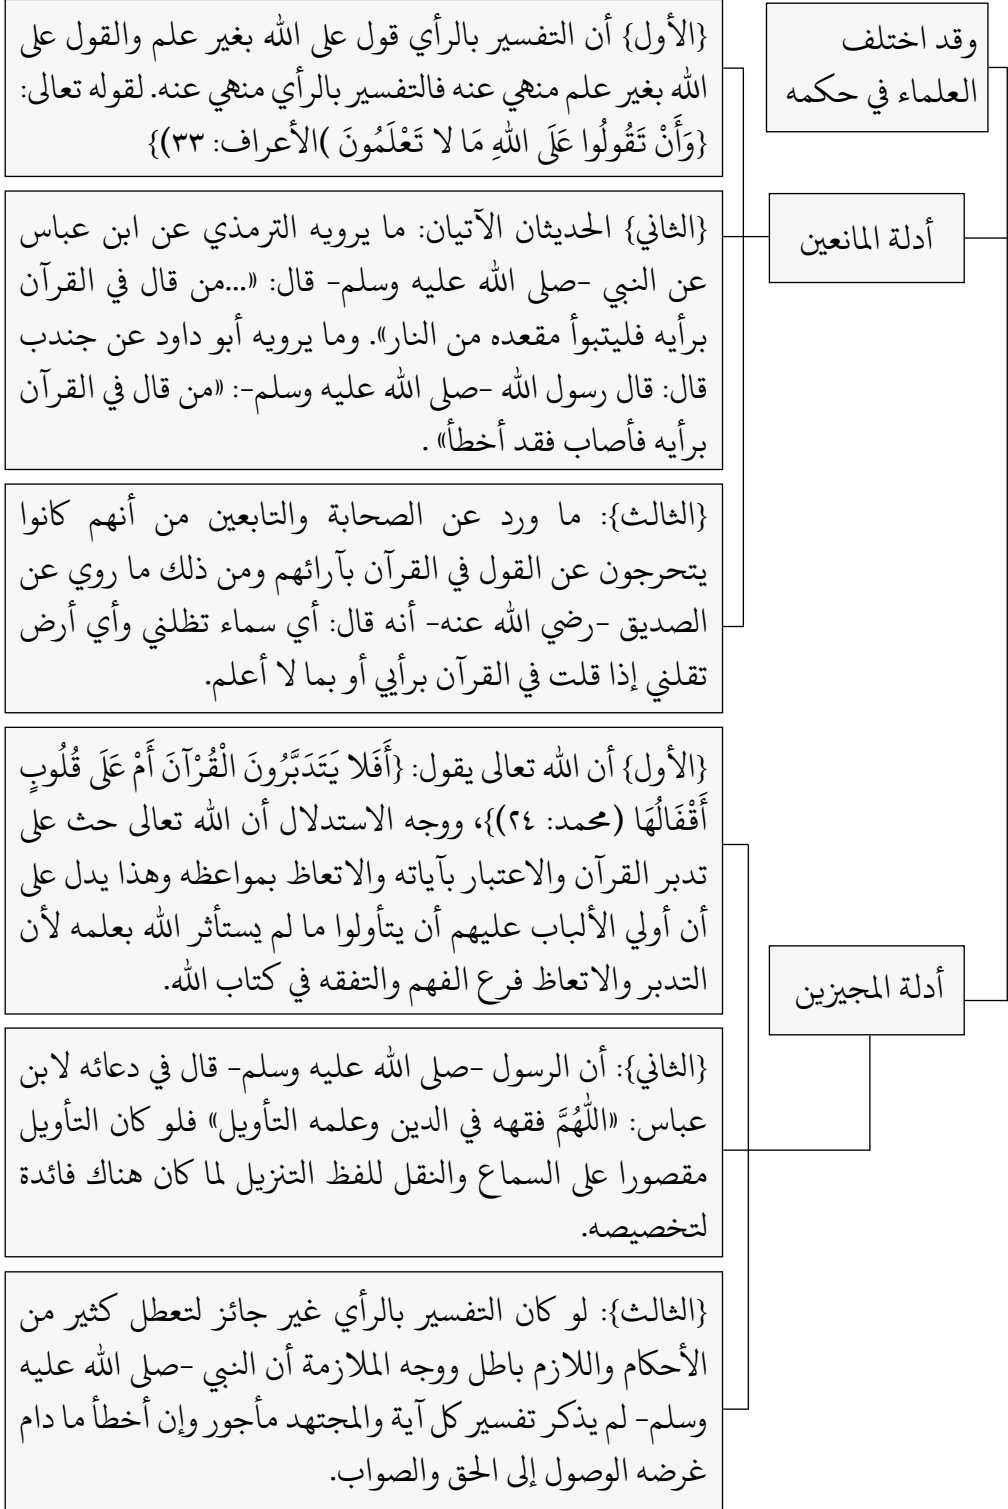 وقد اختلف
العلماء في حكمه
أدلة المانعين
{الأول} أن التفسير بالرأي قول على الله بغير علم والقول على
الله بغير علم منهي عنه فالتفسير بالرأي منهي عنه. لقوله تعالى:
{وَأَنْ تَقُولُوا عَلَى اللهِ مَا لا تَعْلَمُونَ )الأعراف: ٣٣)}
{الثاني} الحديثان الآتيان: ما يرويه الترمذي عن ابن عباس
عن النبي -صلى الله عليه وسلم- قال: «...من قال في القرآن
برأيه فليتبوأ مقعده من النار». وما يرويه أبو داود عن جندب
قال: قال رسول الله -صلى الله عليه وسلم-: «من قال في القرآن
برأيه فأصاب فقد أخطأ» .
{الثالث}: ما ورد عن الصحابة والتابعين من أنهم كانوا
يتحرجون عن القول في القرآن بآرائهم ومن ذلك ما روي عن
الصديق -رضي الله عنه- أنه قال: أي سماء تظلني وأي أرض
تقلني إذا قلت في القرآن برأيي أو بما لا أعلم.
أدلة المجيزين
{الأول} أن الله تعالى يقول: {أَفَلا يَتَدَبَّرُونَ الْقُرْآنَ أَمْ عَلَى قُلُوبٍ
أَقْفَالُهَا (محمد: ٢٤)}، ووجه الاستدلال أن الله تعالى حث على
تدبر القرآن والاعتبار بآياته والاتعاظ بمواعظه وهذا يدل على
أن أولي الألباب عليهم أن يتأولوا ما لم يستأثر الله بعلمه لأن
التدبر والاتعاظ فرع الفهم والتفقه في كتاب الله.
{الثاني}: أن الرسول -صلى الله عليه وسلم- قال في دعائه لابن
عباس: «اللَّهُمَّ فقهه في الدين وعلمه التأويل» فلو كان التأويل
مقصورا على السماع والنقل للفظ التنزيل لما كان هناك فائدة
لتخصيصه.
{الثالث}: لو كان التفسير بالرأي غير جائز لتعطل كثير من
الأحكام واللازم باطل ووجه الملازمة أن النبي -صلى الله عليه
وسلم- لم يذكر تفسير كل آية والمجتهد مأجور وإن أخطأ ما دام
غرضه الوصول إلى الحق والصواب.